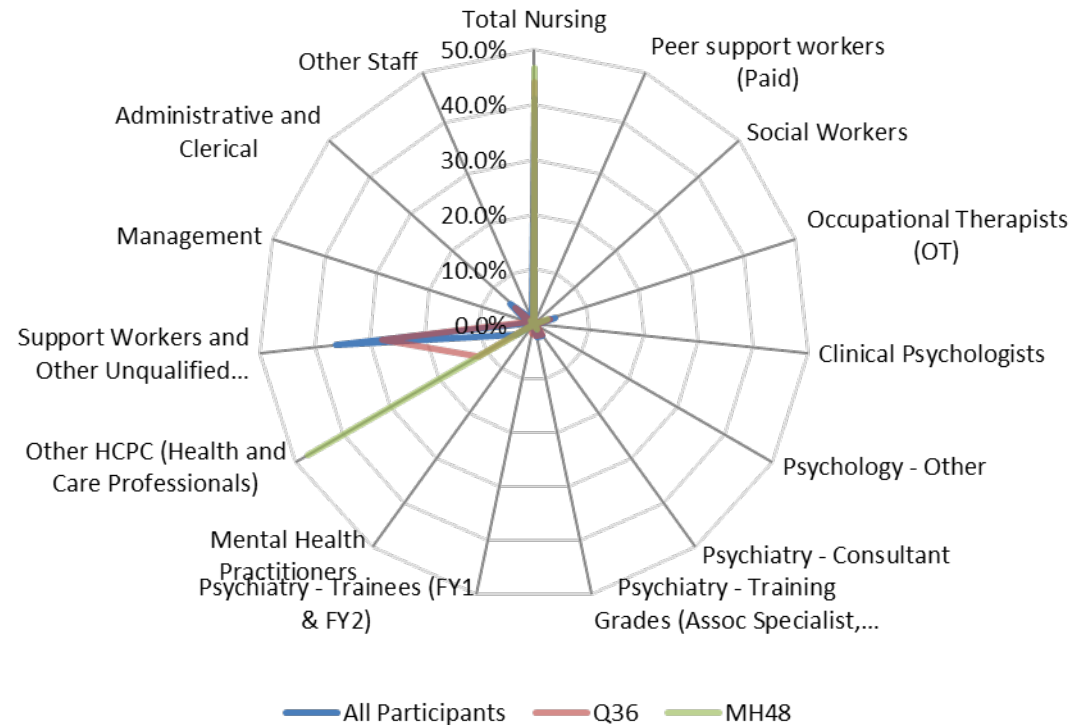 Total Nursing
50.0%
Peer support workers
(Paid)
Other Staff
40.0%
Administrative and
Clerical
Social Workers
30.0%
20.0%
Occupational Therapists
(OT)
Management
10.0%
0.0%
Support Workers and
Other Unqualified...
Clinical Psychologists
Other HCPC (Health and
Care Professionals)
Psychology - Other
Mental Health
Practitioners
Psychiatry - Consultant
Psychiatry - Trainees (FY1
& FY2)
Psychiatry - Training
Grades (Assoc Specialist,...
All Participants Q36 MH48